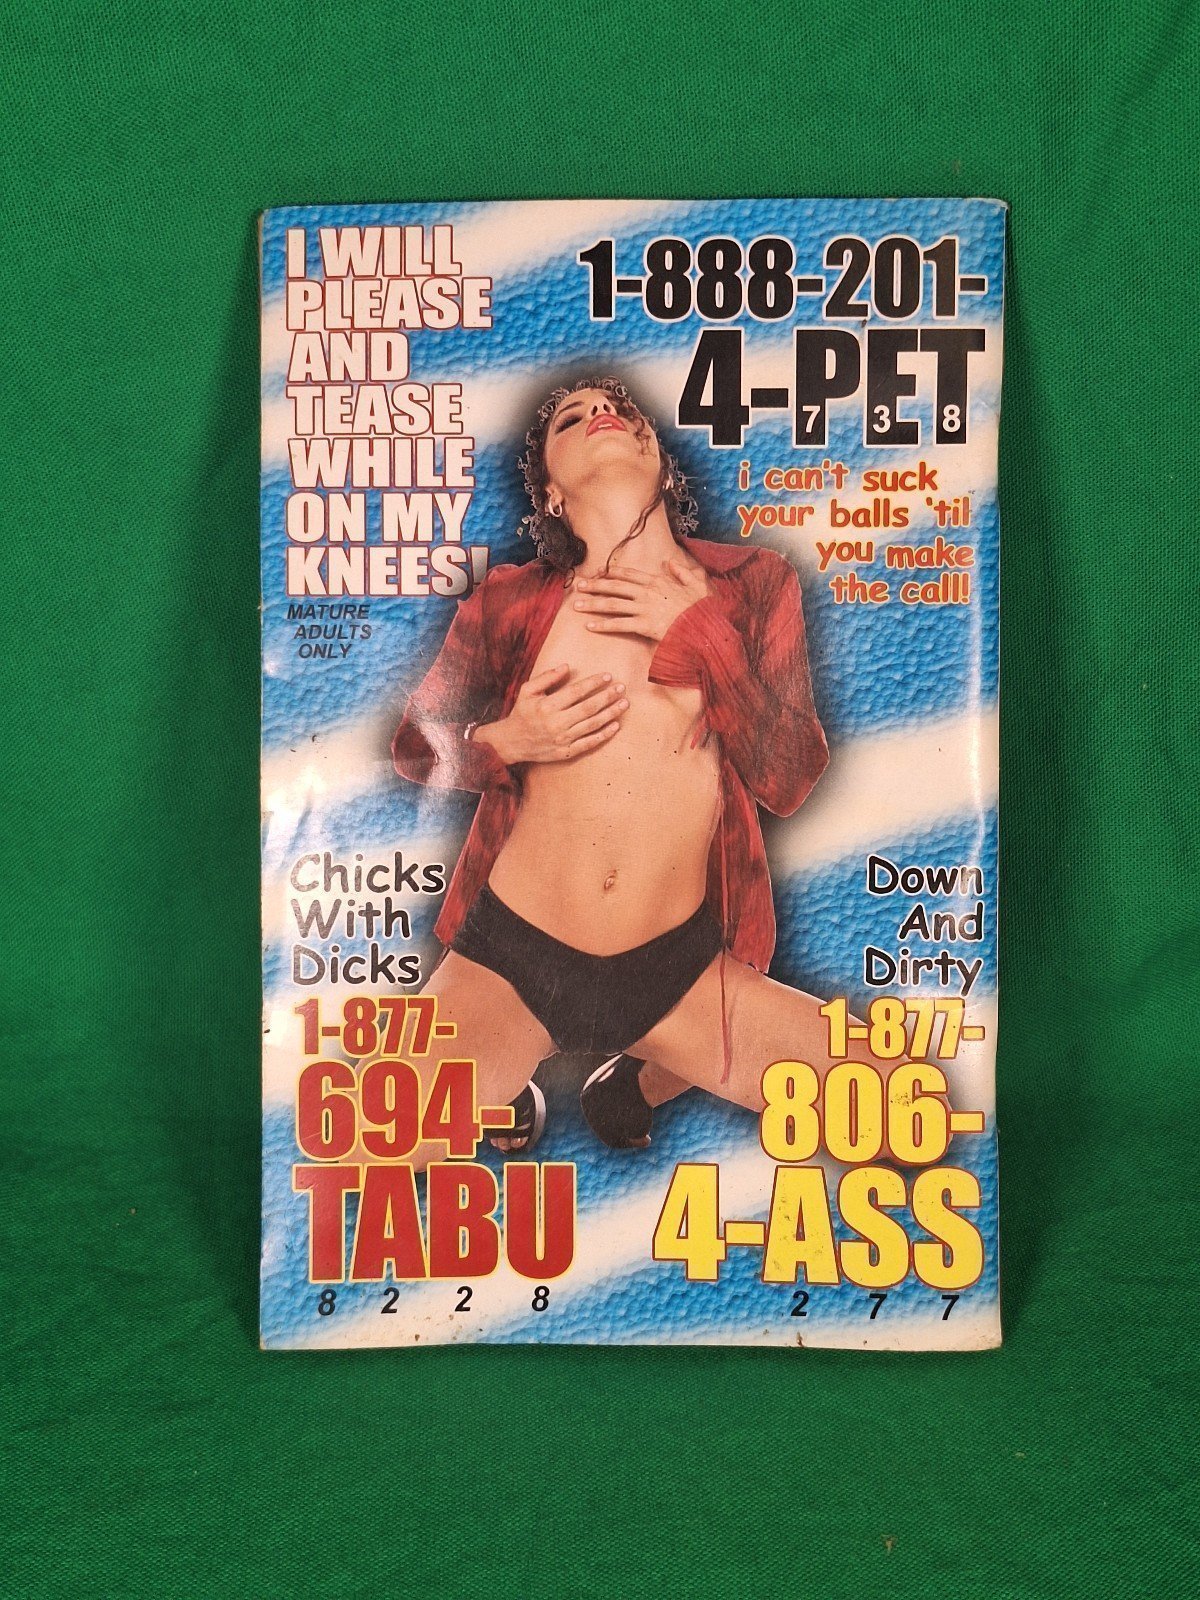 I WILL
PLEASE
AND
TEASE
WHILE
ON MY
KNEES!
MATURE
ADULTS
ONLY
1-888-201-
4-PET
7 3 8
i can't suck
your balls 'til
you make
the call!
Chicks
With
Dicks
1-877-
694-
TABU
8 2 2 8
Down
And
Dirty
1-877-
806-
4-ASS
2 7 7